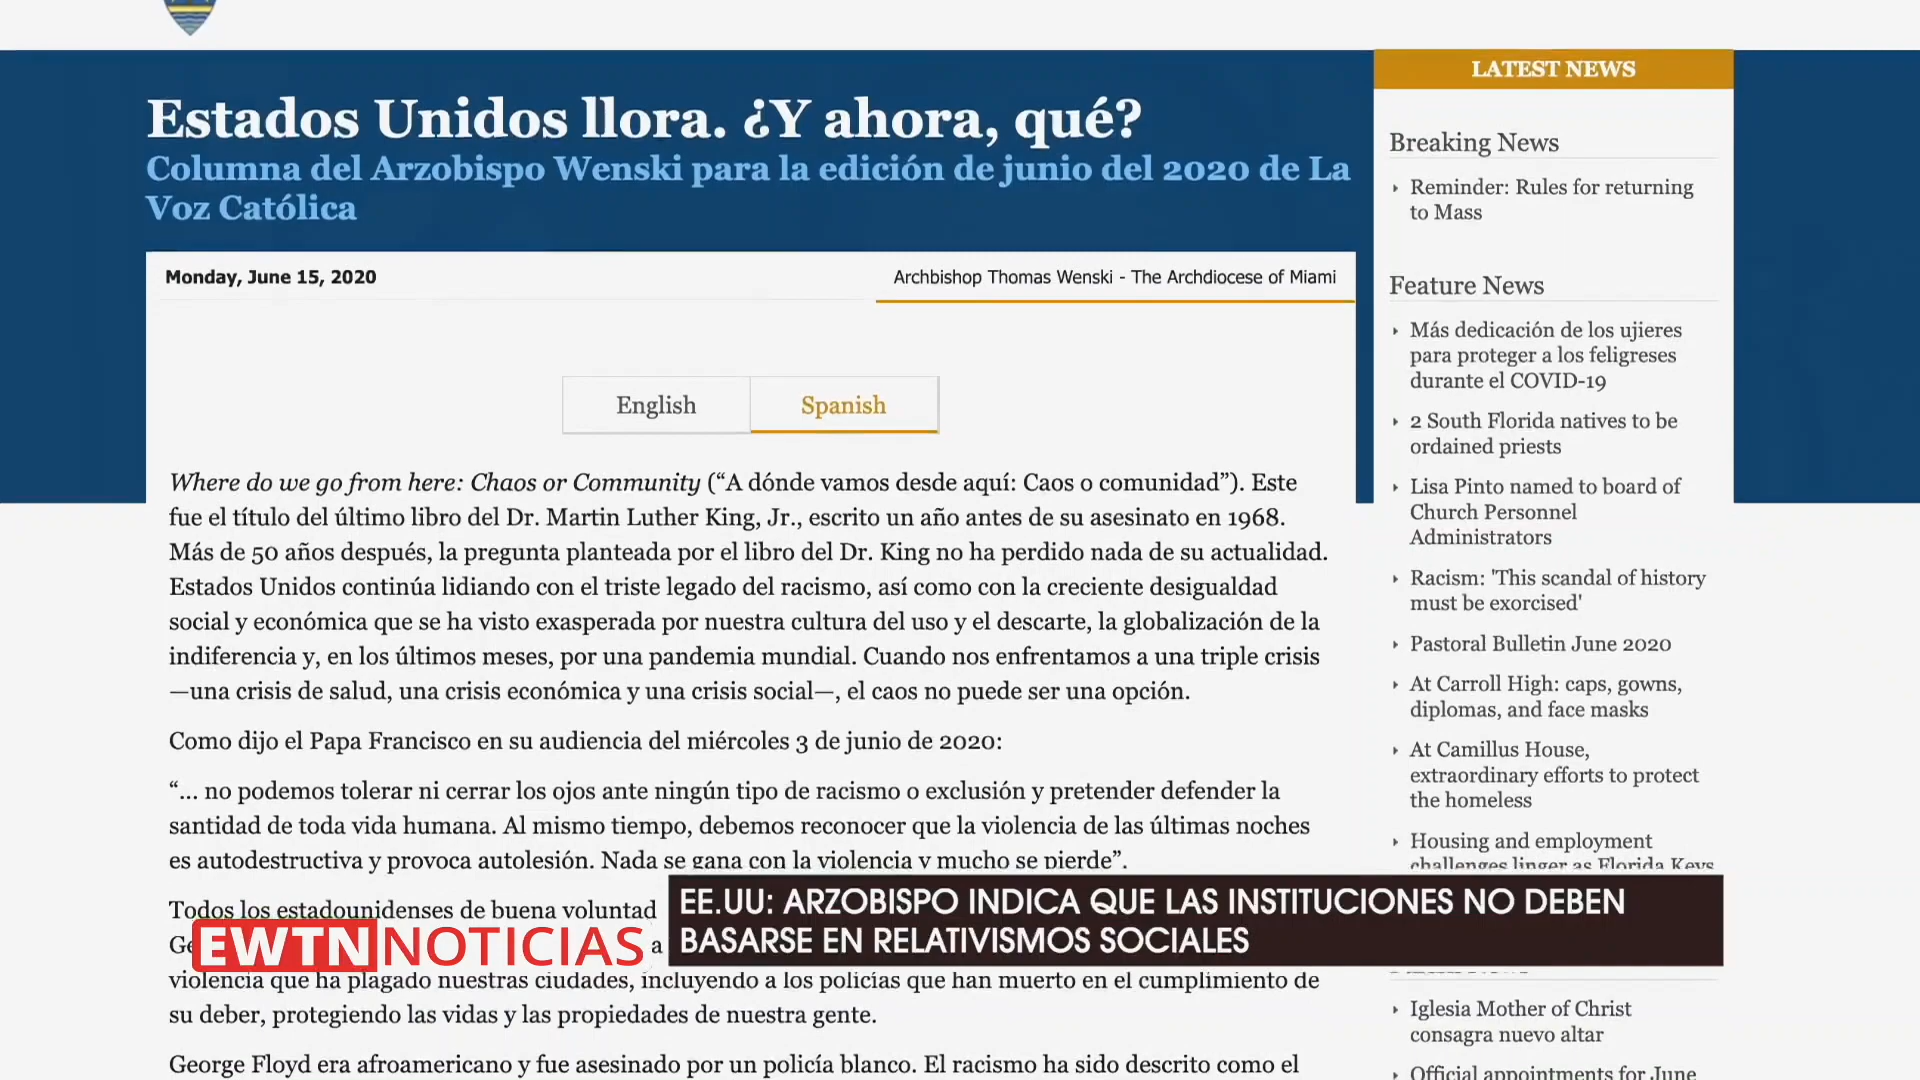 Estados Unidos llora. ¿Y ahora, qué?
Columna del Arzobispo Wenski para la edición de junio del 2020 de La
Voz Católica
Monday, June 15, 2020
Archbishop Thomas Wenski - The Archdiocese of Miami
English
Spanish
Where do we go from here: Chaos or Community (“A dónde vamos desde aquí: Caos o comunidad”). Este
fue el título del último libro del Dr. Martin Luther King, Jr., escrito un año antes de su asesinato en 1968.
Más de 50 años después, la pregunta planteada por el libro del Dr. King no ha perdido nada de su actualidad.
Estados Unidos continúa lidiando con el triste legado del racismo, así como con la creciente desigualdad
social y económica que se ha visto exasperada por nuestra cultura del uso y el descarte, la globalización de la
indiferencia y, en los últimos meses, por una pandemia mundial. Cuando nos enfrentamos a una triple crisis
—una crisis de salud, una crisis económica y una crisis social—, el caos no puede ser una opción.
Como dijo el Papa Francisco en su audiencia del miércoles 3 de junio de 2020:
“... no podemos tolerar ni cerrar los ojos ante ningún tipo de racismo o exclusión y pretender defender la
santidad de toda vida humana. Al mismo tiempo, debemos reconocer que la violencia de las últimas noches
es autodestructiva y provoca autolesión. Nada se gana con la violencia y mucho se pierde”.
Todos los estadounidenses de buena voluntad
a
violencia que ha plagado nuestras ciudades, incluyendo a los policías que han muerto en el cumplimiento de
su deber, protegiendo las vidas y las propiedades de nuestra gente.
George Floyd era afroamericano y fue asesinado por un policía blanco. El racismo ha sido descrito como el
LATEST NEWS
Breaking News
Reminder: Rules for returning
to Mass
Feature News
Más dedicación de los ujieres
para proteger a los feligreses
durante el COVID-19
2 South Florida natives to be
ordained priests
Lisa Pinto named to board of
Church Personnel
Administrators
Racism: 'This scandal of history
must be exorcised'
Pastoral Bulletin June 2020
At Carroll High: caps, gowns,
diplomas, and face masks
At Camillus House,
extraordinary efforts to protect
the homeless
Housing and employment
challenges linger as Florida Keys
Iglesia Mother of Christ
consagra nuevo altar
Official appointments for June
EWTN NOTICIAS
EE.UU: ARZOBISPO INDICA QUE LAS INSTITUCIONES NO DEBEN
BASARSE EN RELATIVISMOS SOCIALES